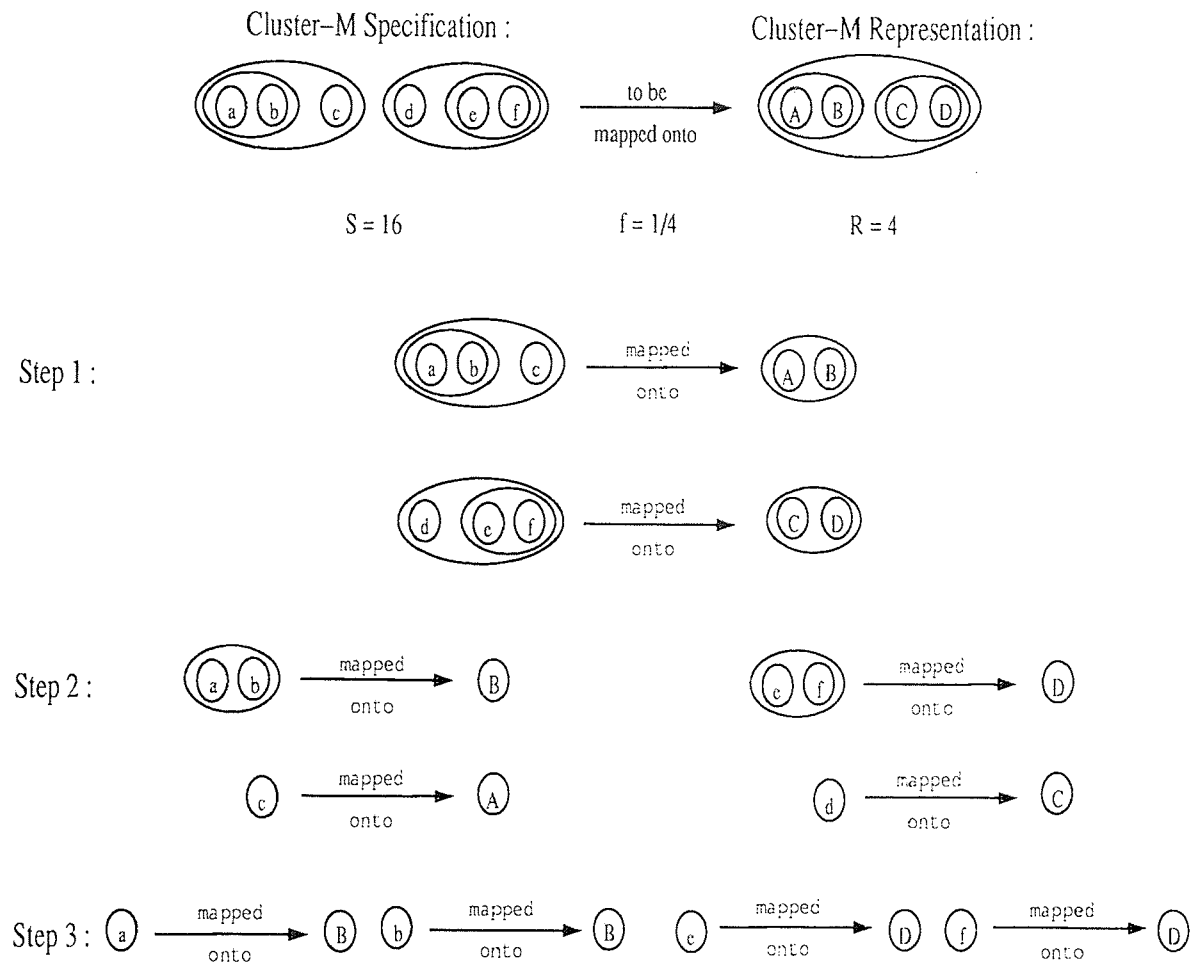 Cluster–M Specification :
Cluster–M Representation :
a b c d e f
to be
mapped onto
A B C D
S = 16
f = 1/4
R = 4
Step 1 :
a b c
mapped
onto
A B
d e f
mapped
onto
C D
Step 2 :
a b
mapped
onto
B
e f
mapped
onto
D
c
mapped
onto
A
d
mapped
onto
C
Step 3 :
a
mapped
onto
B
b
mapped
onto
B
e
mapped
onto
D
f
mapped
onto
D